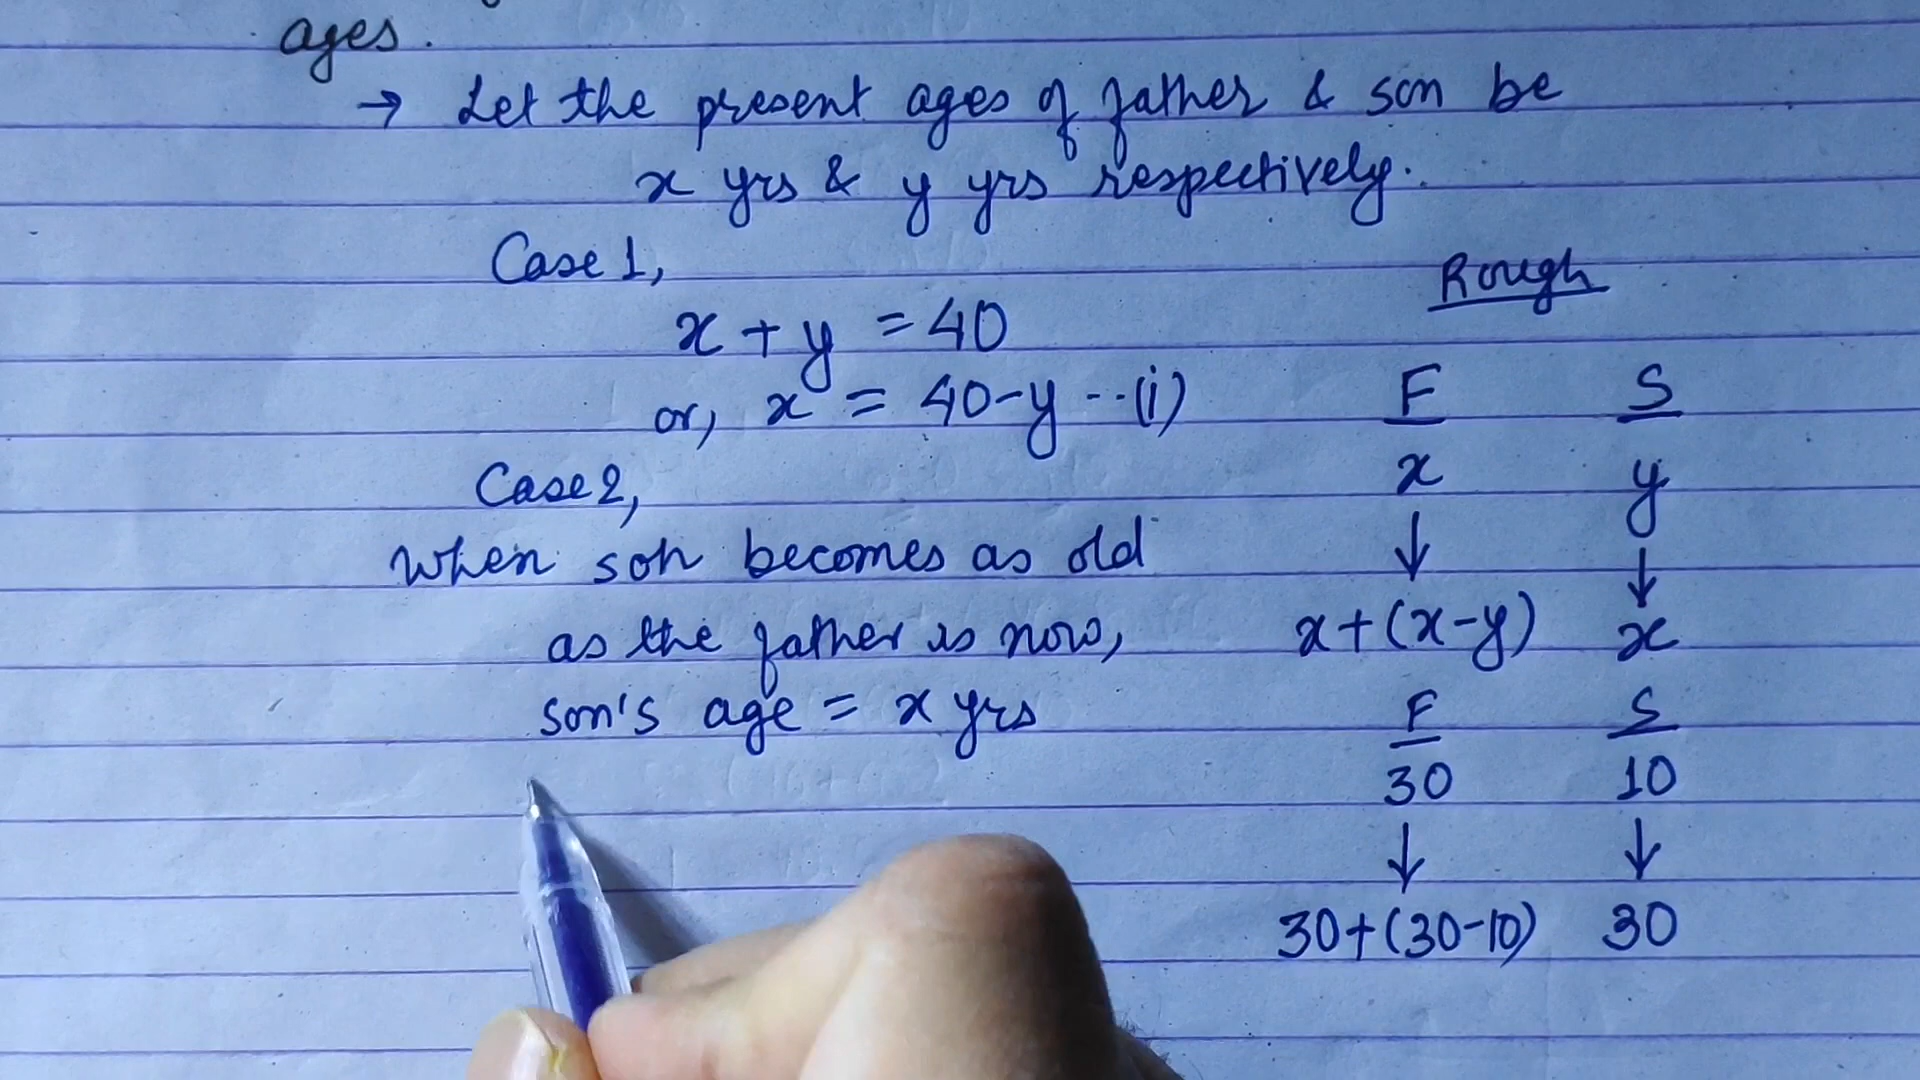 ages.
→ Let the present ages of father & son be
x yrs & y yrs respectively.
Case 1,
x + y = 40
or, x = 40-y --(i)
Case 2,
When son becomes as old
as the father is now,
son's age = x yrs
Rough
F S
x y
↓ ↓
x+(x-y) x
F S
30 10
↓ ↓
30+(30-10) 30